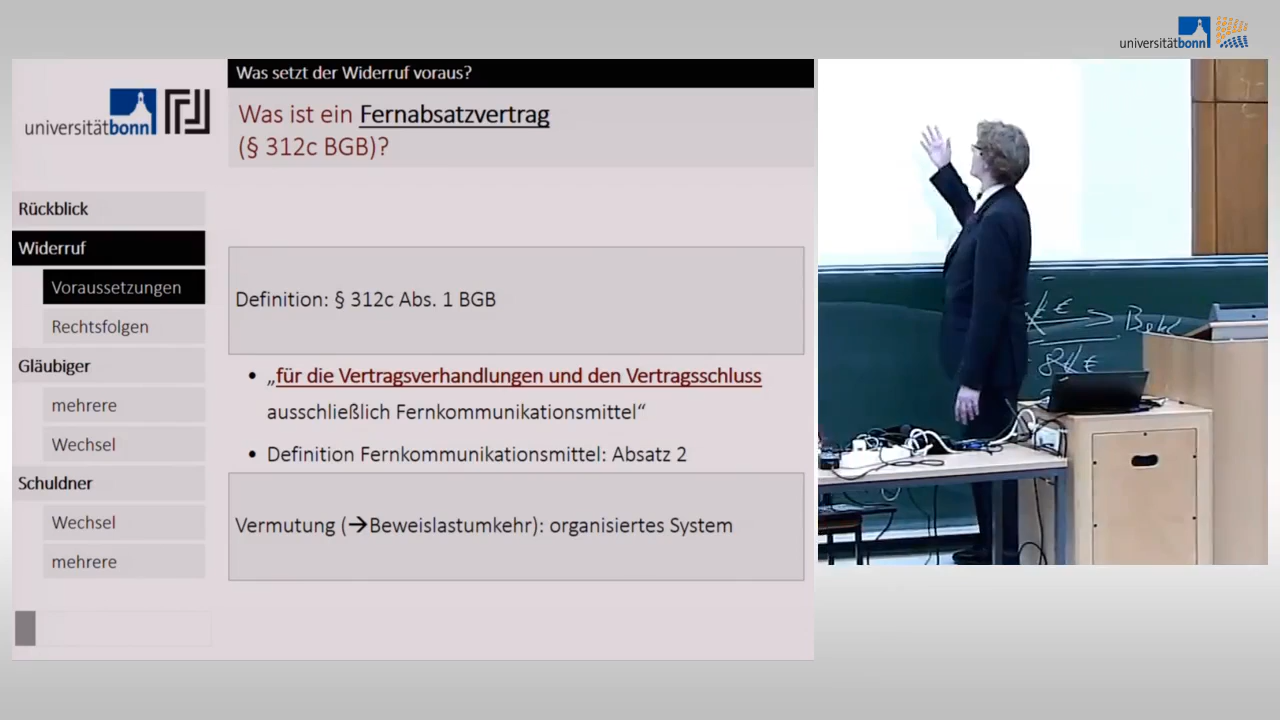 universitätbonn
Was setzt der Widerruf voraus?
universitätbonn
Was ist ein Fernabsatzvertrag
(§ 312c BGB)?
Rückblick
Widerruf
Voraussetzungen
Rechtsfolgen
Gläubiger
mehrere
Wechsel
Schuldner
Wechsel
mehrere
Definition: § 312c Abs. 1 BGB
• „für die Vertragsverhandlungen und den Vertragsschluss
ausschließlich Fernkommunikationsmittel“
• Definition Fernkommunikationsmittel: Absatz 2
Vermutung (→Beweislastumkehr): organisiertes System